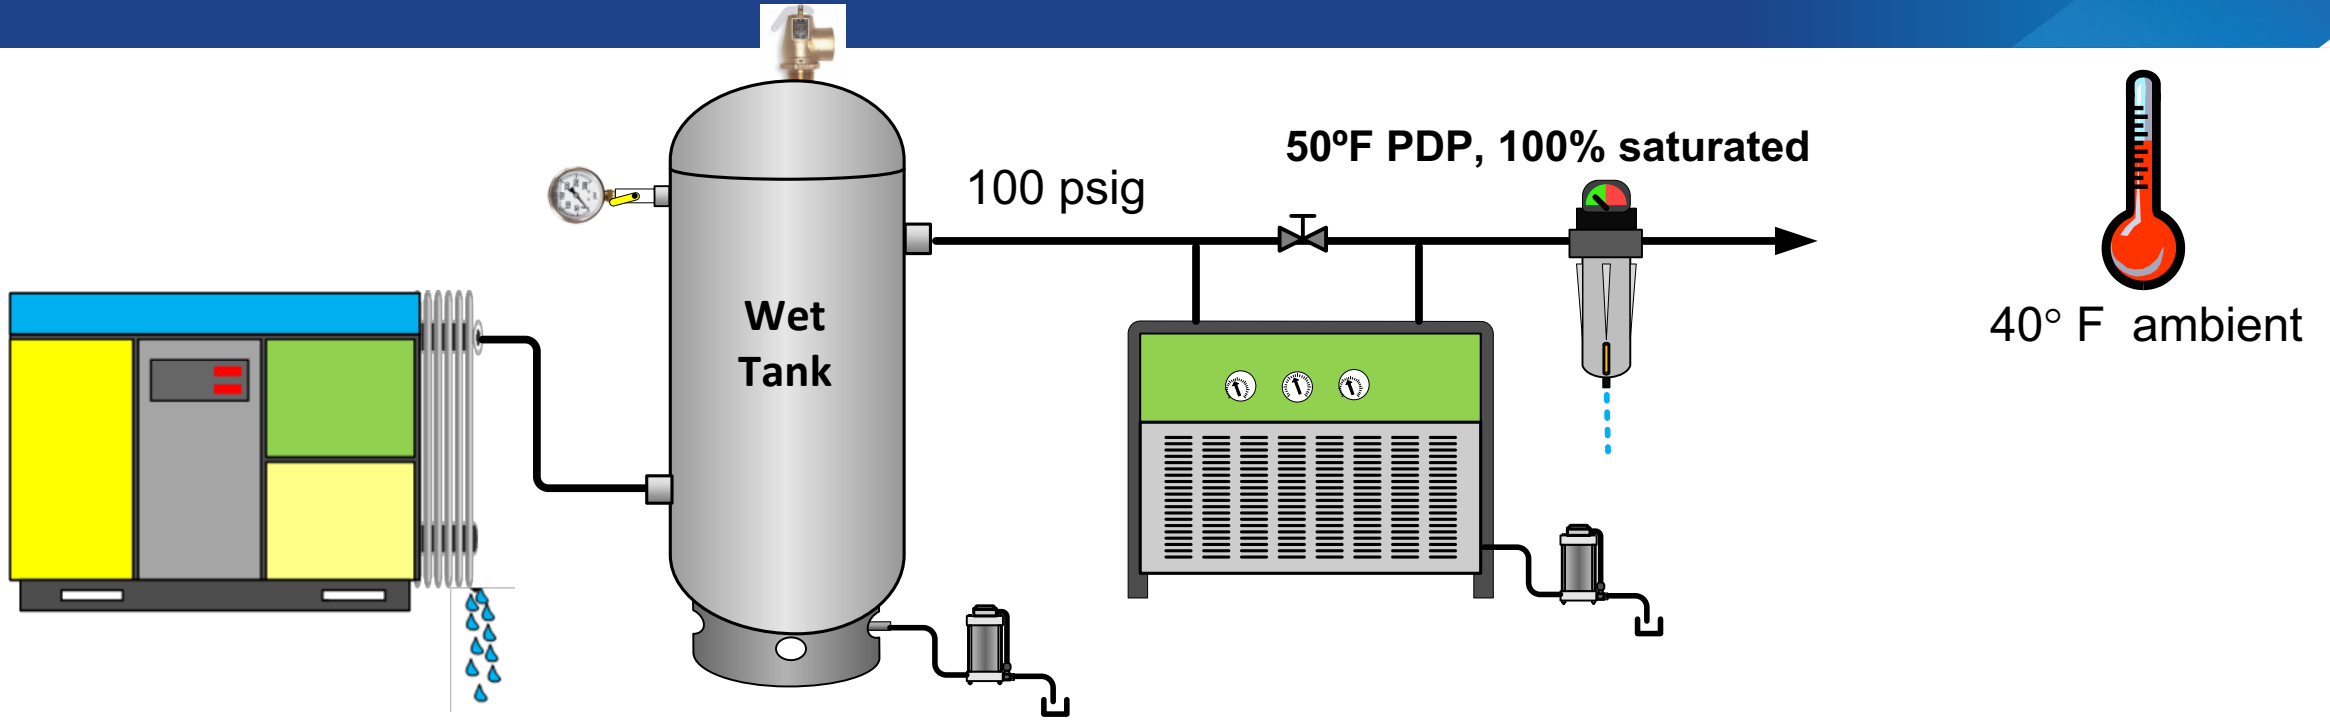 50ºF PDP, 100% saturated
100 psig
Wet
Tank
40° F ambient